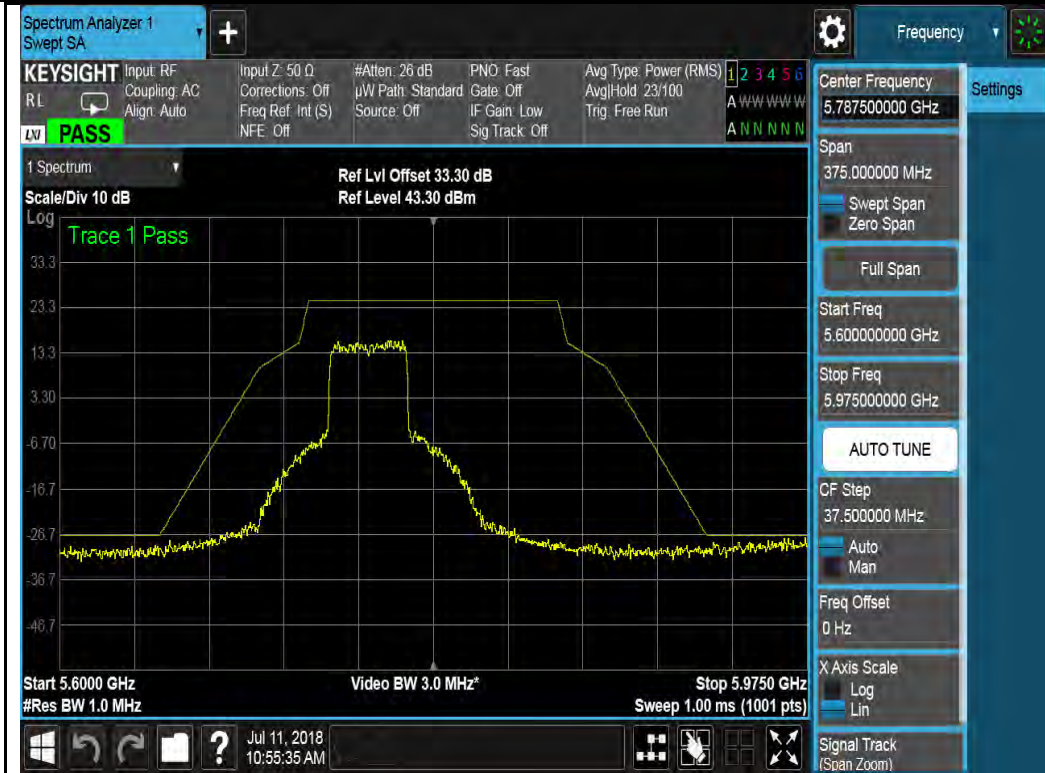 Spectrum Analyzer 1
Swept SA
+
Frequency
KEYSIGHT
RL
LXI PASS
Input: RF
Coupling: AC
Align: Auto
Input Z: 50 Ω
Corrections: Off
Freq Ref: Int (S)
NFE: Off
#Atten: 26 dB
µW Path: Standard
Source: Off
PNO: Fast
Gate: Off
IF Gain: Low
Sig Track: Off
Avg Type: Power (RMS)
Avg|Hold: 23/100
Trig: Free Run
1 2 3 4 5 6
A W W W W W
A N N N N N
Center Frequency
5.787500000 GHz
Settings
Span
375.000000 MHz
Swept Span
Zero Span
Full Span
Start Freq
5.600000000 GHz
Stop Freq
5.975000000 GHz
AUTO TUNE
CF Step
37.500000 MHz
Auto
Man
Freq Offset
0 Hz
X Axis Scale
Log
Lin
Signal Track
(Span Zoom)
1 Spectrum
Scale/Div 10 dB
Ref Lvl Offset 33.30 dB
Ref Level 43.30 dBm
Log
Trace 1 Pass
33.3
23.3
13.3
3.30
-6.70
-16.7
-26.7
-36.7
-46.7
Start 5.6000 GHz
#Res BW 1.0 MHz
Video BW 3.0 MHz*
Stop 5.9750 GHz
Sweep 1.00 ms (1001 pts)
?
Jul 11, 2018
10:55:35 AM